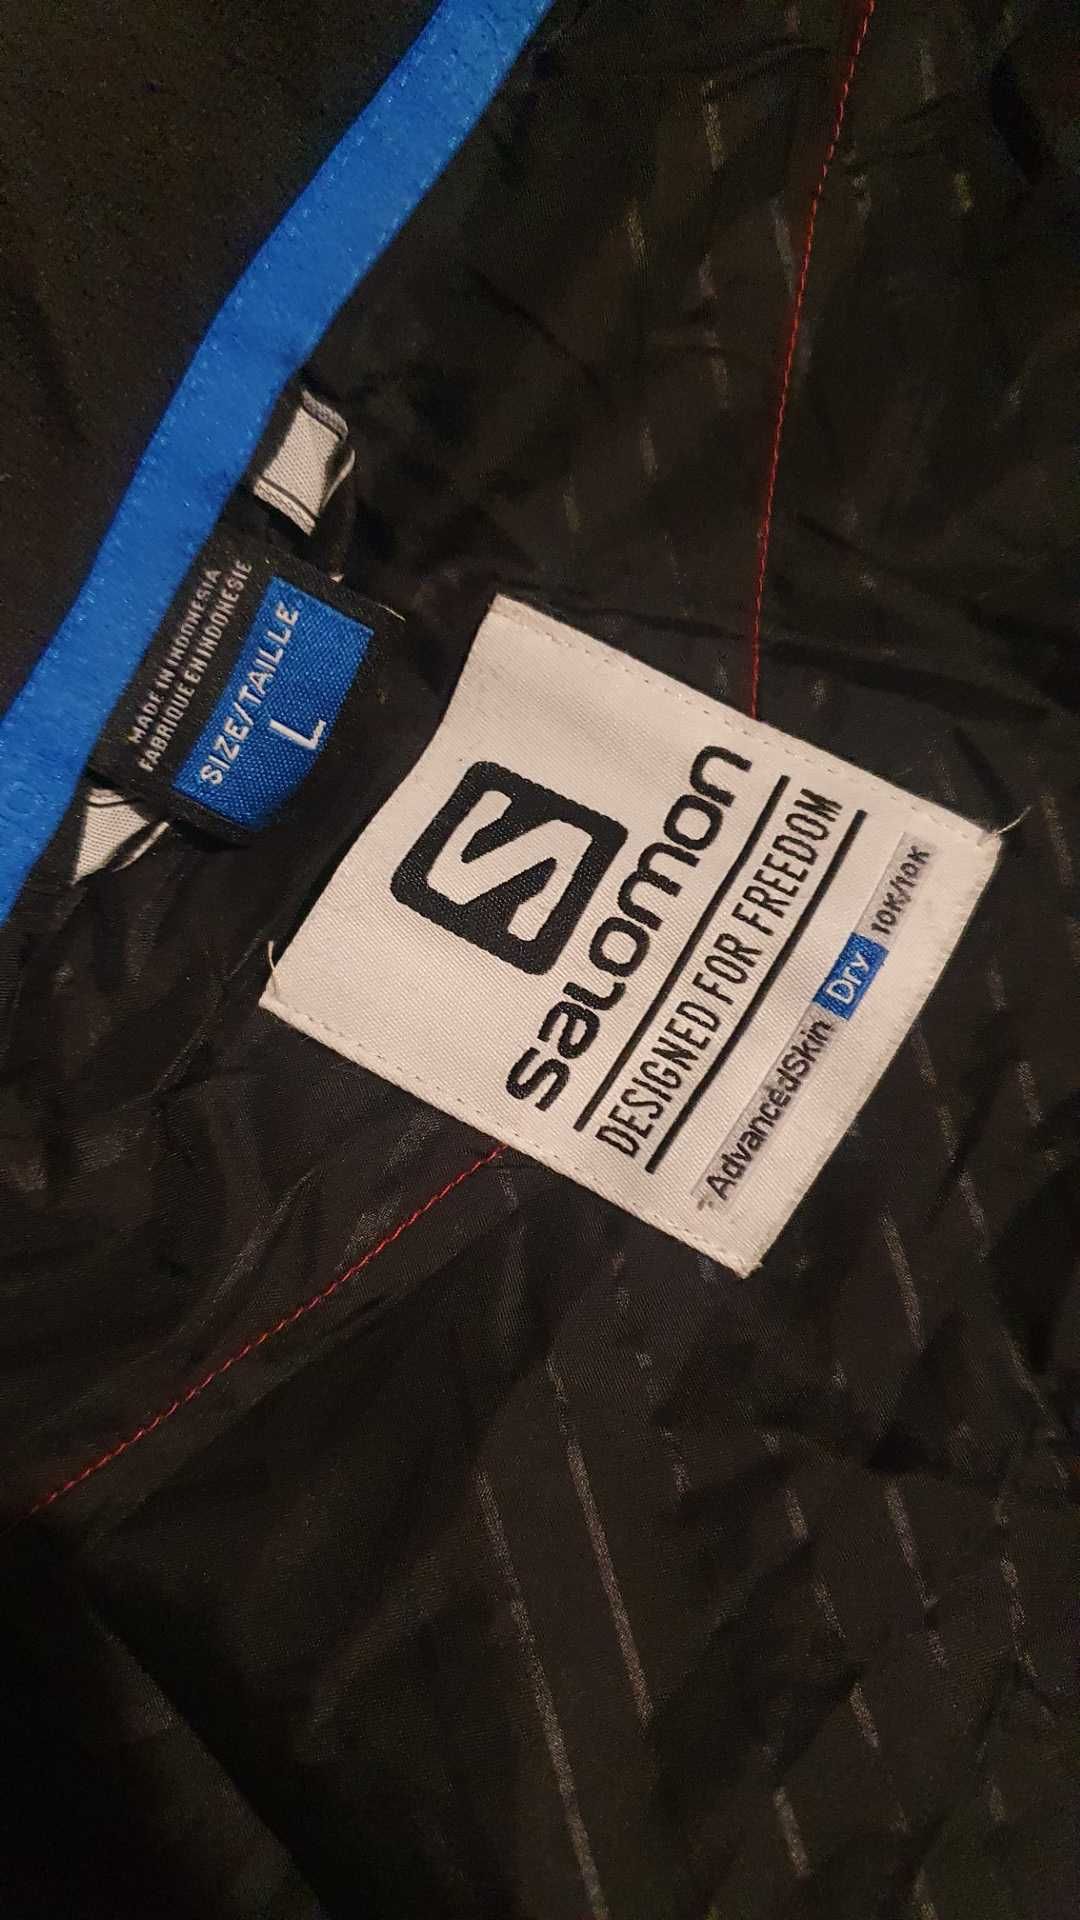 MADE IN INDONESIA
FABRIQUE EN INDONESIE
SIZE/TAILLE
L
S
SALOMON
DESIGNED FOR FREEDOM
AdvancedSkin Dry 10K/10K